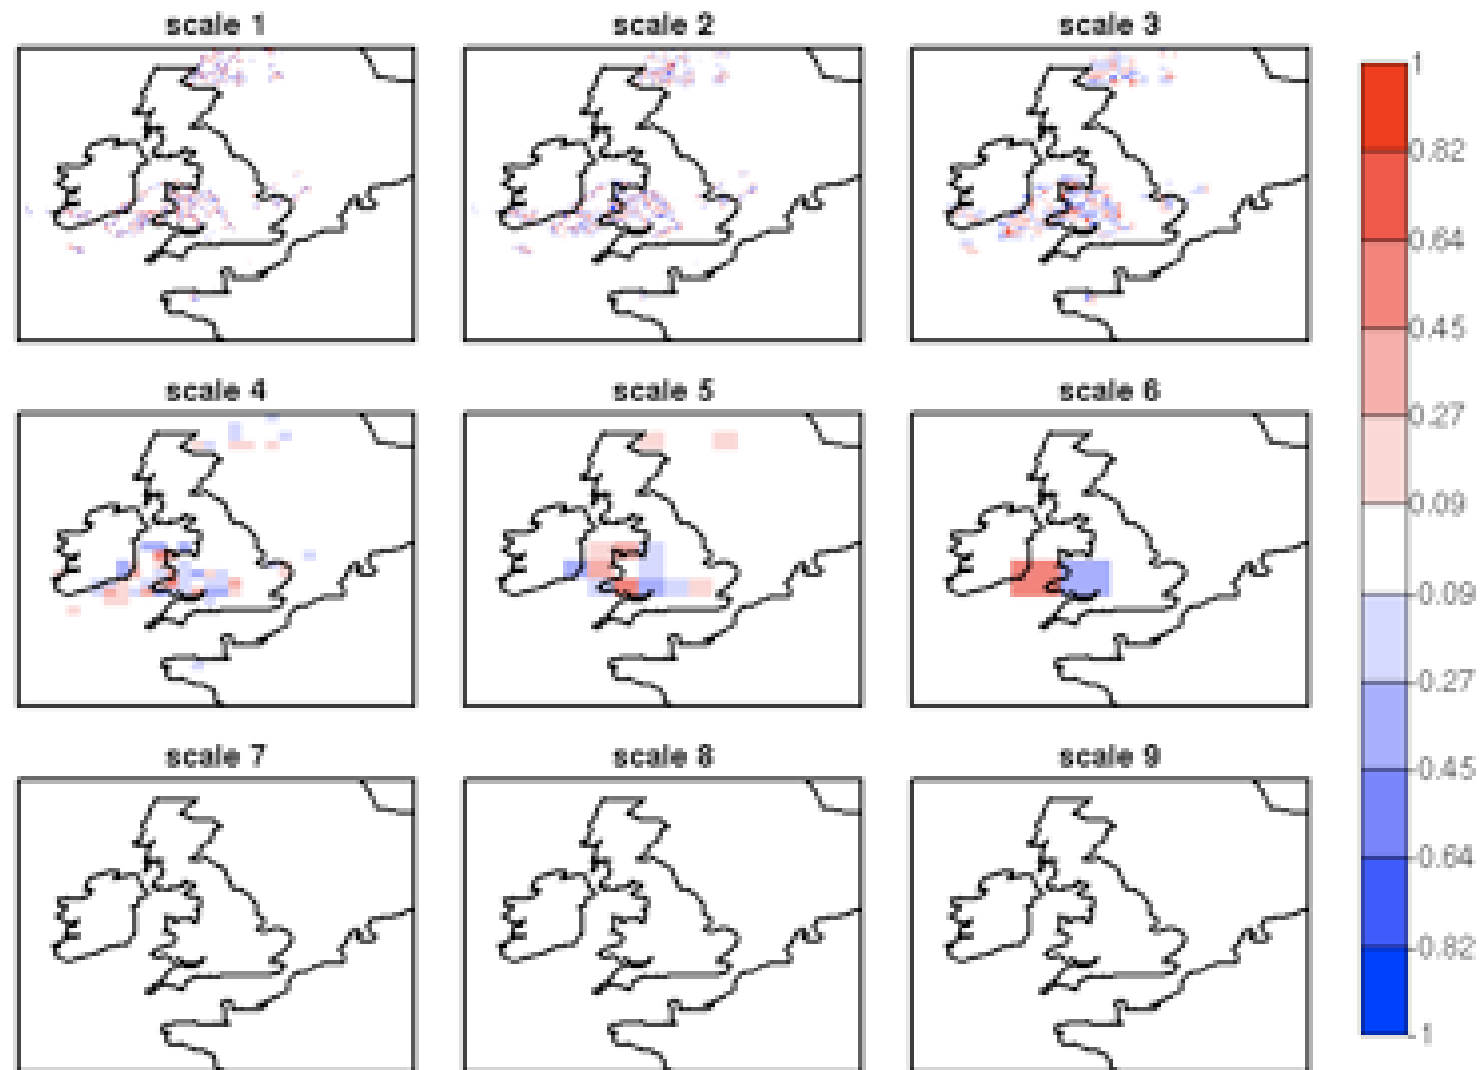 scale 1
scale 2
scale 3
1
0.82
0.64
0.45
0.27
0.09
-0.09
-0.27
-0.45
-0.64
-0.82
-1
scale 4
scale 5
scale 6
scale 7
scale 8
scale 9